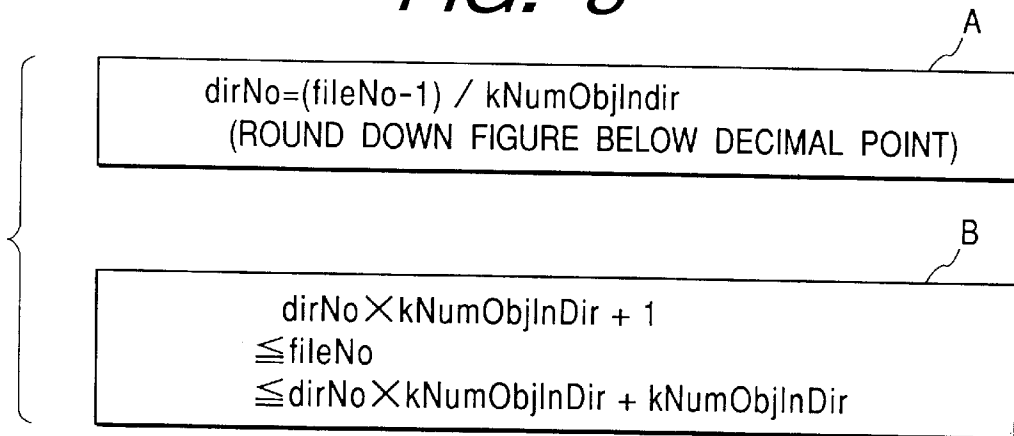 A
dirNo=(fileNo-1) / kNumObjIndir
(ROUND DOWN FIGURE BELOW DECIMAL POINT)
B
dirNo×kNumObjInDir + 1
≦fileNo
≦dirNo×kNumObjInDir + kNumObjInDir